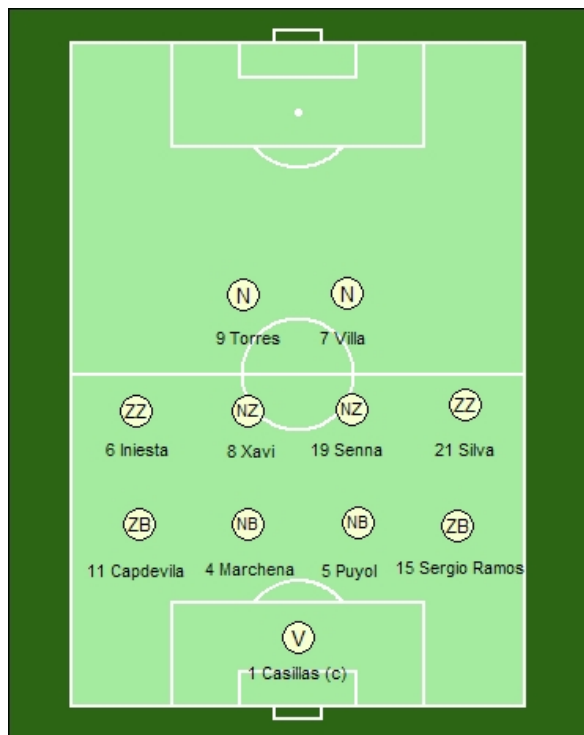 N N
9 Torres 7 Villa
ZZ NZ NZ ZZ
6 Iniesta 8 Xavi 19 Senna 21 Silva
ZB NB NB ZB
11 Capdevila 4 Marchena 5 Puyol 15 Sergio Ramos
V
1 Casillas (c)